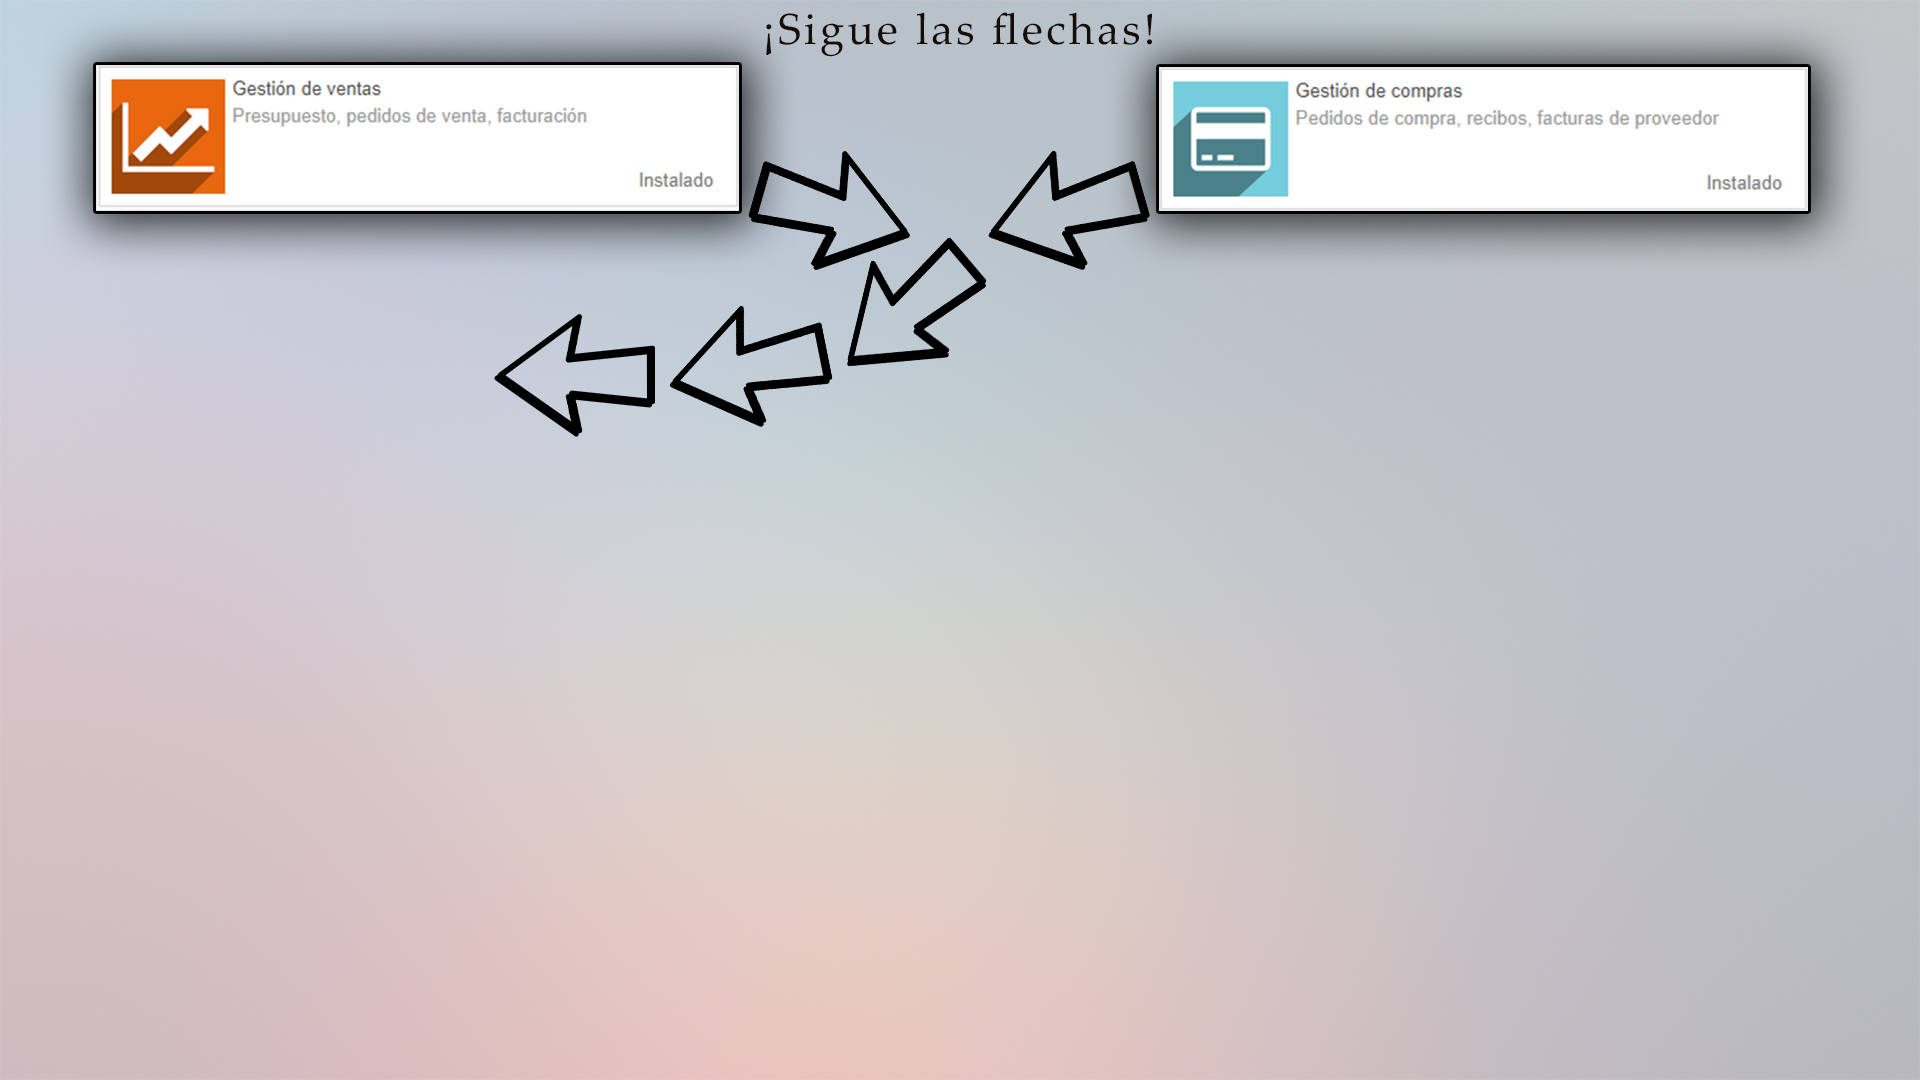 ¡Sigue las flechas!
Gestión de ventas
Presupuesto, pedidos de venta, facturación
Instalado
Gestión de compras
Pedidos de compra, recibos, facturas de proveedor
Instalado